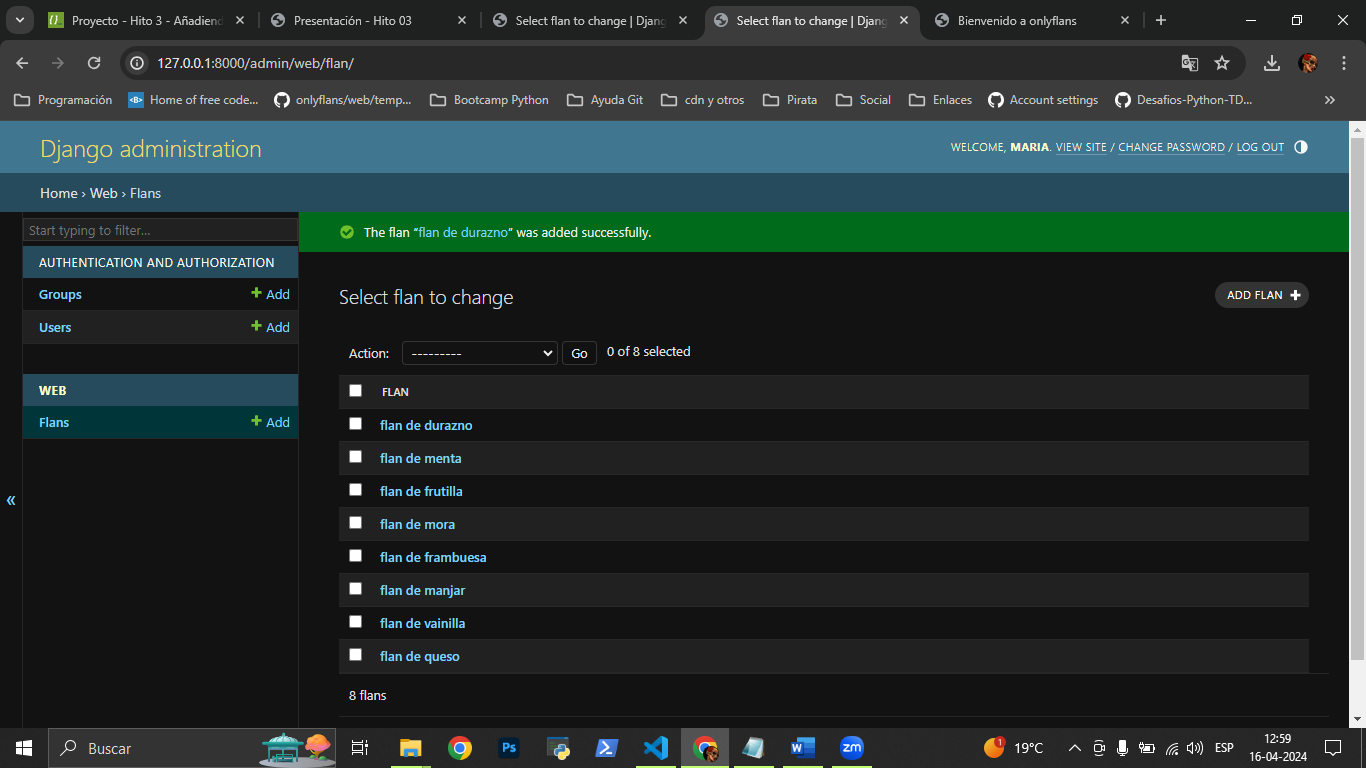 Proyecto - Hito 3 - Añadiend
Presentación - Hito 03
Select flan to change | Djang
Select flan to change | Djang
Bienvenido a onlyflans
127.0.0.1:8000/admin/web/flan/
Programación
Home of free code...
onlyflans/web/temp...
Bootcamp Python
Ayuda Git
cdn y otros
Pirata
Social
Enlaces
Account settings
Desafios-Python-TD...
»
Django administration
WELCOME, MARIA. VIEW SITE / CHANGE PASSWORD / LOG OUT
Home › Web › Flans
Start typing to filter...
AUTHENTICATION AND AUTHORIZATION
Groups + Add
Users + Add
WEB
Flans + Add
«
The flan “flan de durazno” was added successfully.
Select flan to change
ADD FLAN +
Action: --------- Go 0 of 8 selected
FLAN
flan de durazno
flan de menta
flan de frutilla
flan de mora
flan de frambuesa
flan de manjar
flan de vainilla
flan de queso
8 flans
Buscar
Ps
W
zm
1
19°C
ESP
12:59
16-04-2024